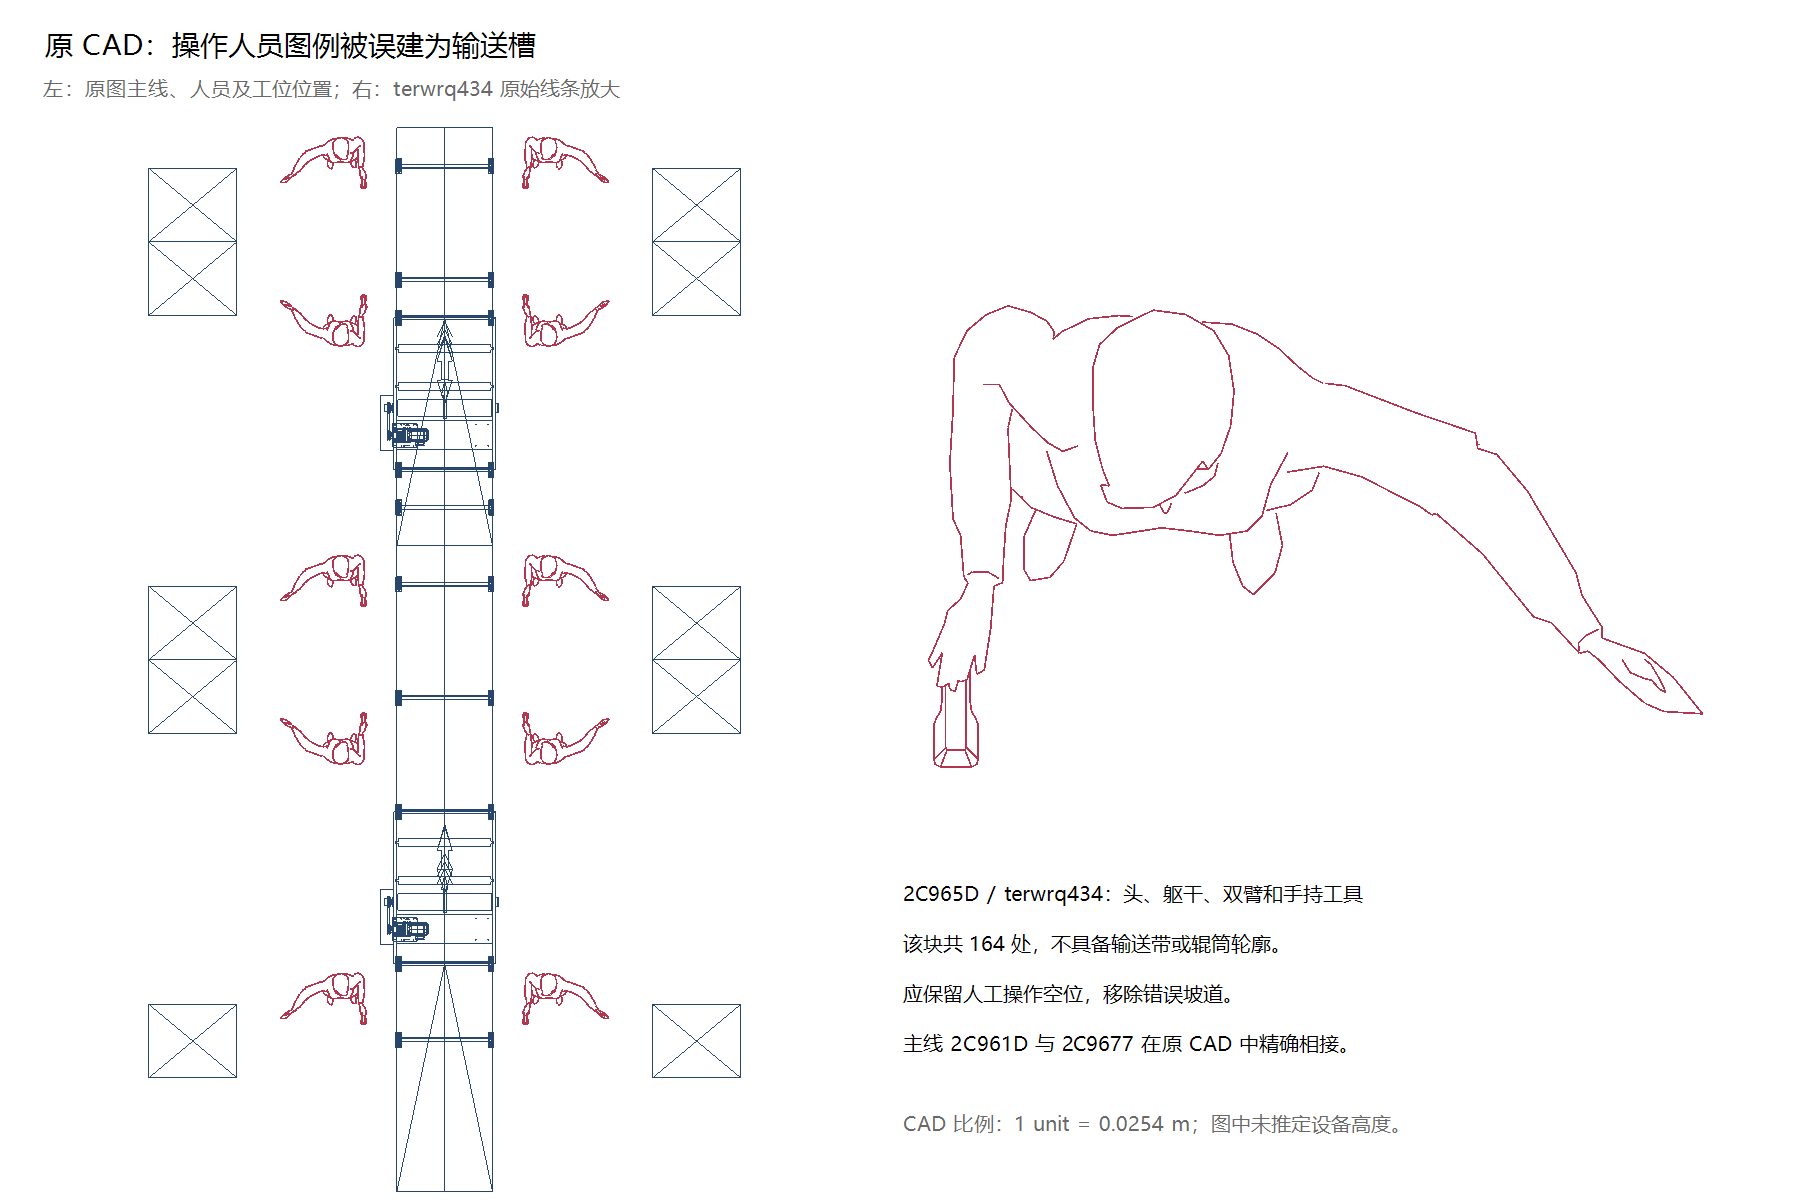 原 CAD：操作人员图例被误建为输送槽
左：原图主线、人员及工位位置；右：terwrq434 原始线条放大
2C965D / terwrq434：头、躯干、双臂和手持工具
该块共 164 处，不具备输送带或辊筒轮廓。
应保留人工操作空位，移除错误坡道。
主线 2C961D 与 2C9677 在原 CAD 中精确相接。
CAD 比例：1 unit = 0.0254 m；图中未推定设备高度。